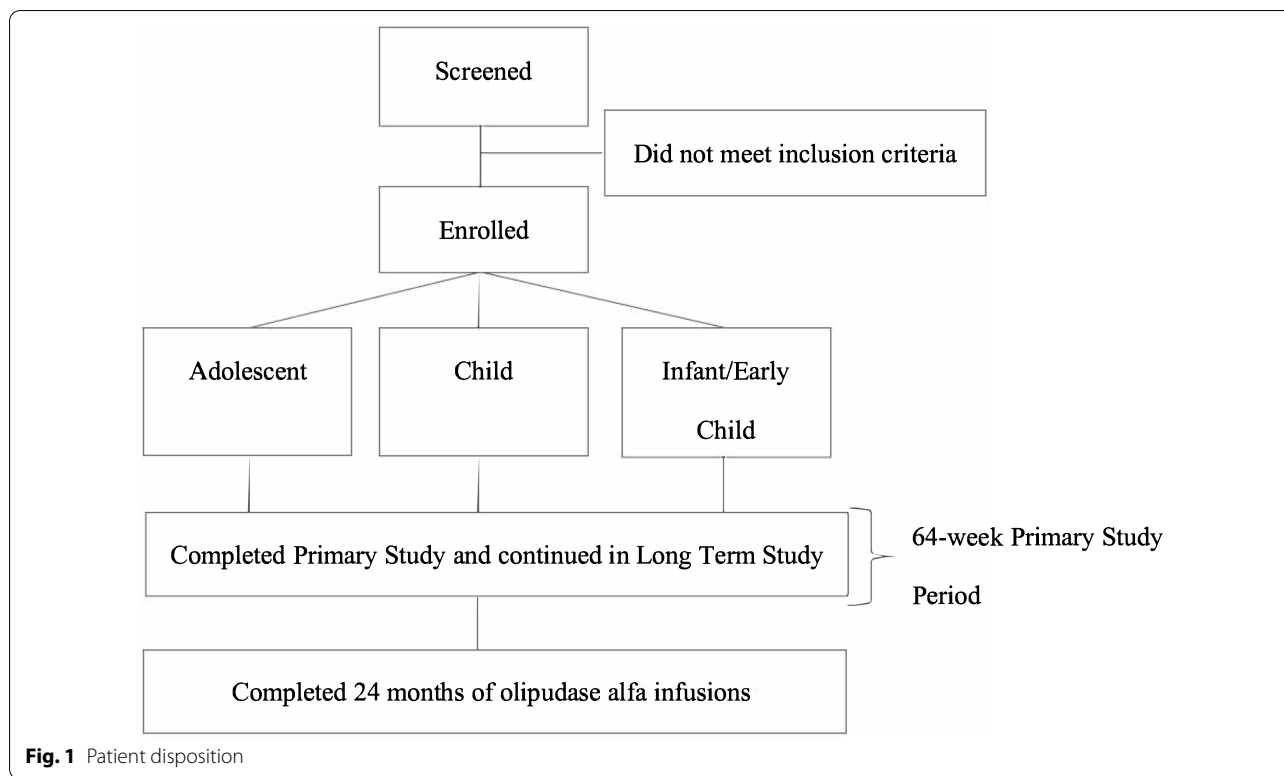 Screened
Did not meet inclusion criteria
Enrolled
Adolescent
Child
Infant/Early
Child
Completed Primary Study and continued in Long Term Study
64-week Primary Study
Period
Completed 24 months of olipudase alfa infusions
Fig. 1 Patient disposition